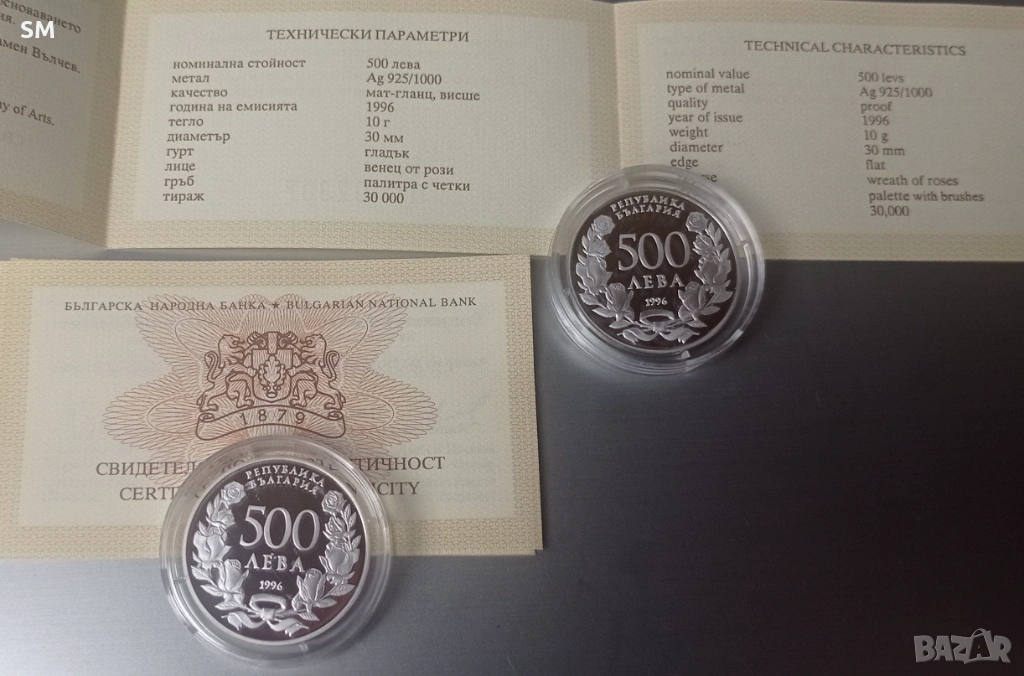 SM
основаването
ия.
амен Вълчев.
ny of Arts.
ТЕХНИЧЕСКИ ПАРАМЕТРИ
номинална стойност 500 лева
метал Ag 925/1000
качество мат-гланц, висше
година на емисията 1996
тегло 10 г
диаметър 30 мм
гурт гладък
лице венец от рози
гръб палитра с четки
тираж 30 000
TECHNICAL CHARACTERISTICS
nominal value 500 levs
type of metal Ag 925/1000
quality proof
year of issue 1996
weight 10 g
diameter 30 mm
edge flat
wreath of roses
palette with brushes
30,000
РЕПУБЛИКА
БЪЛГАРИЯ
500
ЛЕВА
1996
БЪЛГАРСКА НАРОДНА БАНКА ★ BULGARIAN NATIONAL BANK
1879
СВИДЕТЕЛ ТИЧНОСТ
CERTI ICITY
РЕПУБЛИКА
БЪЛГАРИЯ
500
ЛЕВА
1996
BAZAR